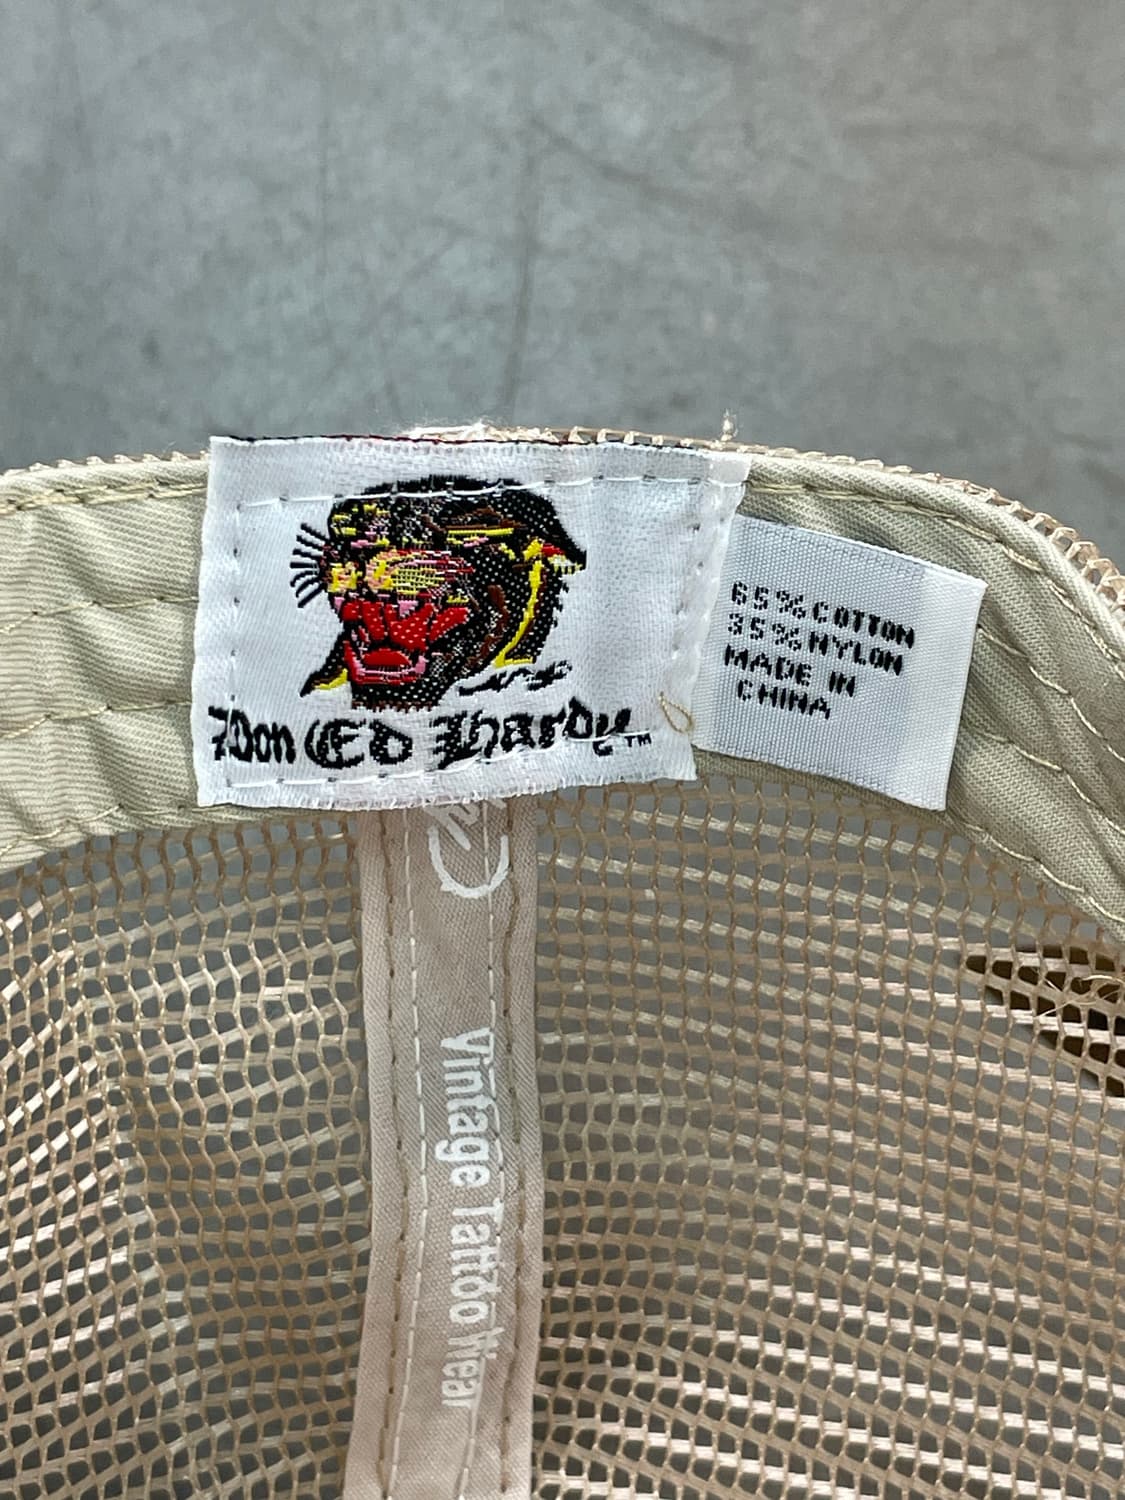 Don Ed Hardy™
65% COTTON
35% NYLON
MADE IN
CHINA
Vintage Tattoo Wear